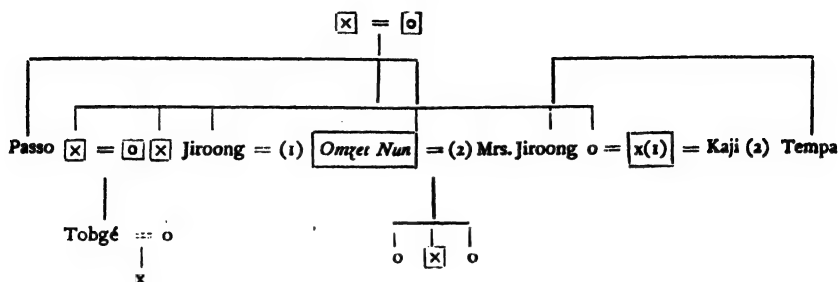 x = o
Passo x = o x Jiroong = (1) Omzet Nun = (2) Mrs. Jiroong o = x(1) = Kaji (2) Tempa
Tobgé = o
o x o
x